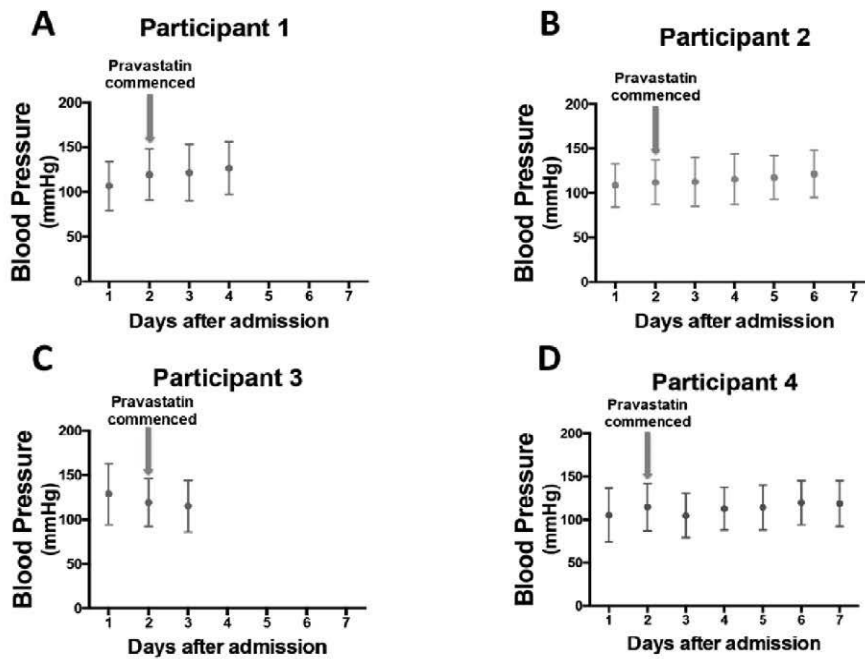 A
Participant 1
Pravastatin
commenced
Blood Pressure
(mmHg)
200
150
100
50
0
1 2 3 4 5 6 7
Days after admission
B
Participant 2
Pravastatin
commenced
Blood Pressure
(mmHg)
200
150
100
50
0
1 2 3 4 5 6 7
Days after admission
C
Participant 3
Pravastatin
commenced
Blood Pressure
(mmHg)
200
150
100
50
0
1 2 3 4 5 6 7
Days after admission
D
Participant 4
Pravastatin
commenced
Blood Pressure
(mmHg)
200
150
100
50
0
1 2 3 4 5 6 7
Days after admission